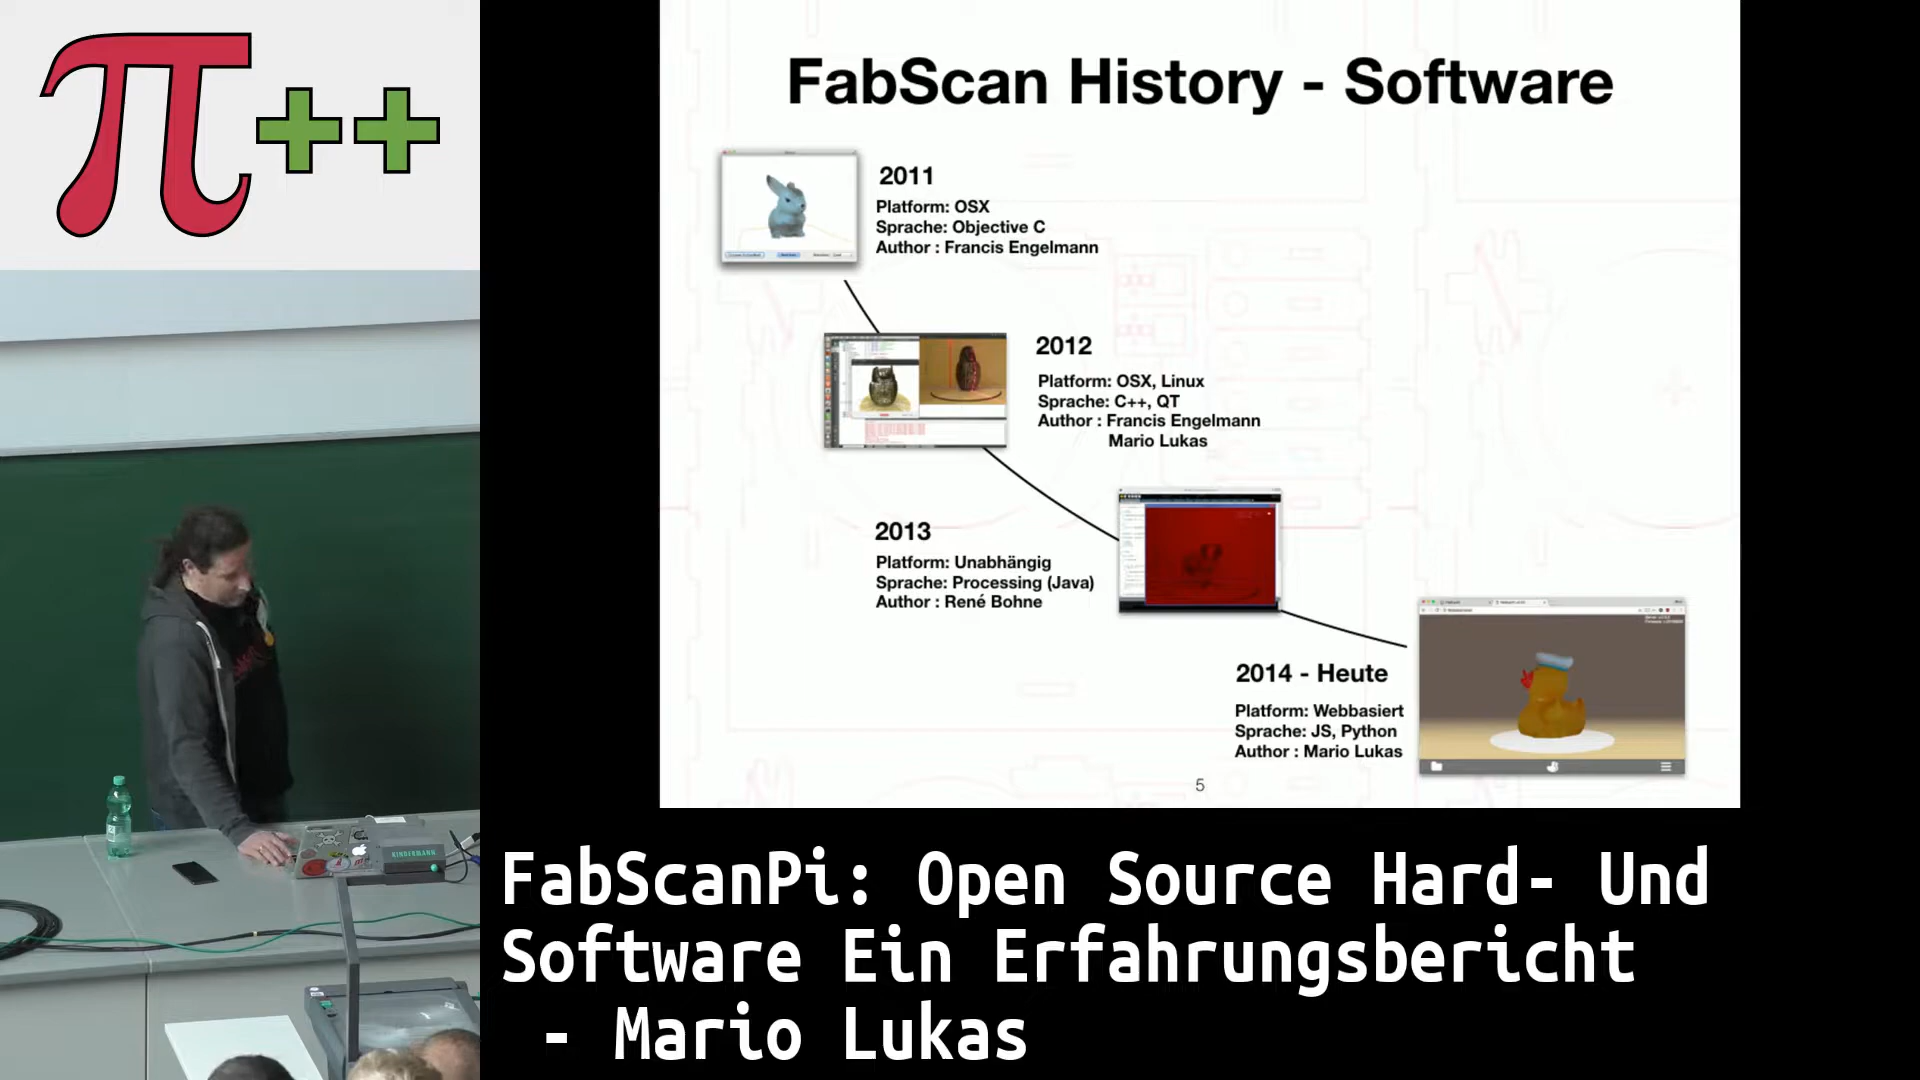 π++
FabScan History - Software
2011
Platform: OSX
Sprache: Objective C
Author : Francis Engelmann
2012
Platform: OSX, Linux
Sprache: C++, QT
Author : Francis Engelmann
Mario Lukas
2013
Platform: Unabhängig
Sprache: Processing (Java)
Author : René Bohne
2014 - Heute
Platform: Webbasiert
Sprache: JS, Python
Author : Mario Lukas
5
KINDERMANN
FabScanPi: Open Source Hard- Und
Software Ein Erfahrungsbericht
- Mario Lukas